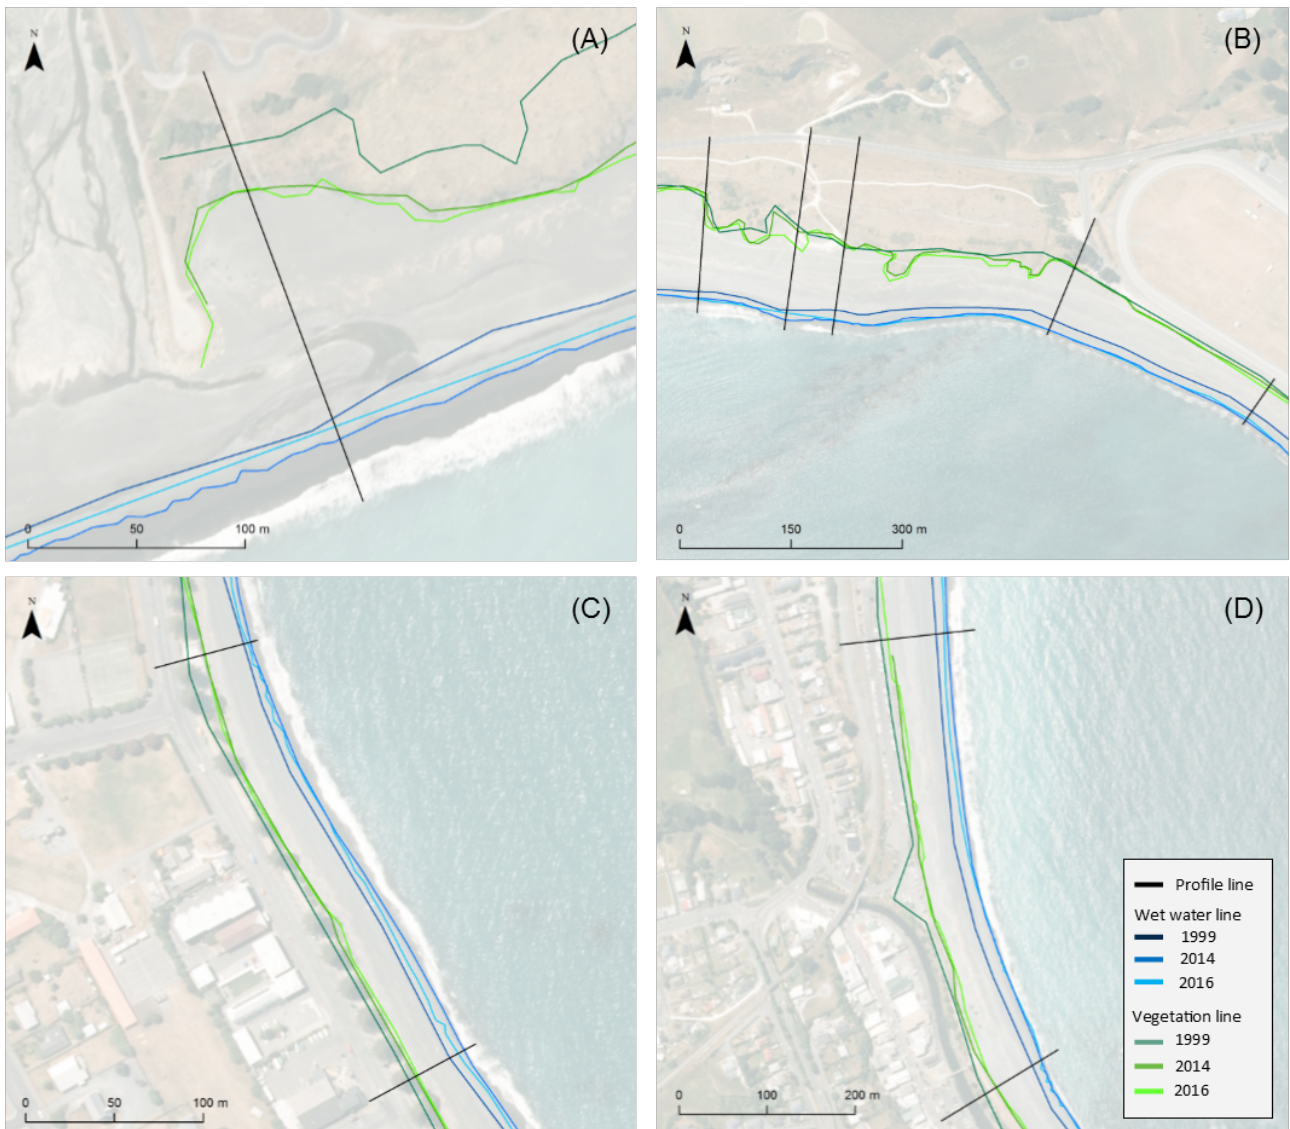 N
(A)
0 50 100 m
N
(B)
0 150 300 m
N
(C)
0 50 100 m
N
(D)
0 100 200 m
Profile line
Wet water line
1999
2014
2016
Vegetation line
1999
2014
2016